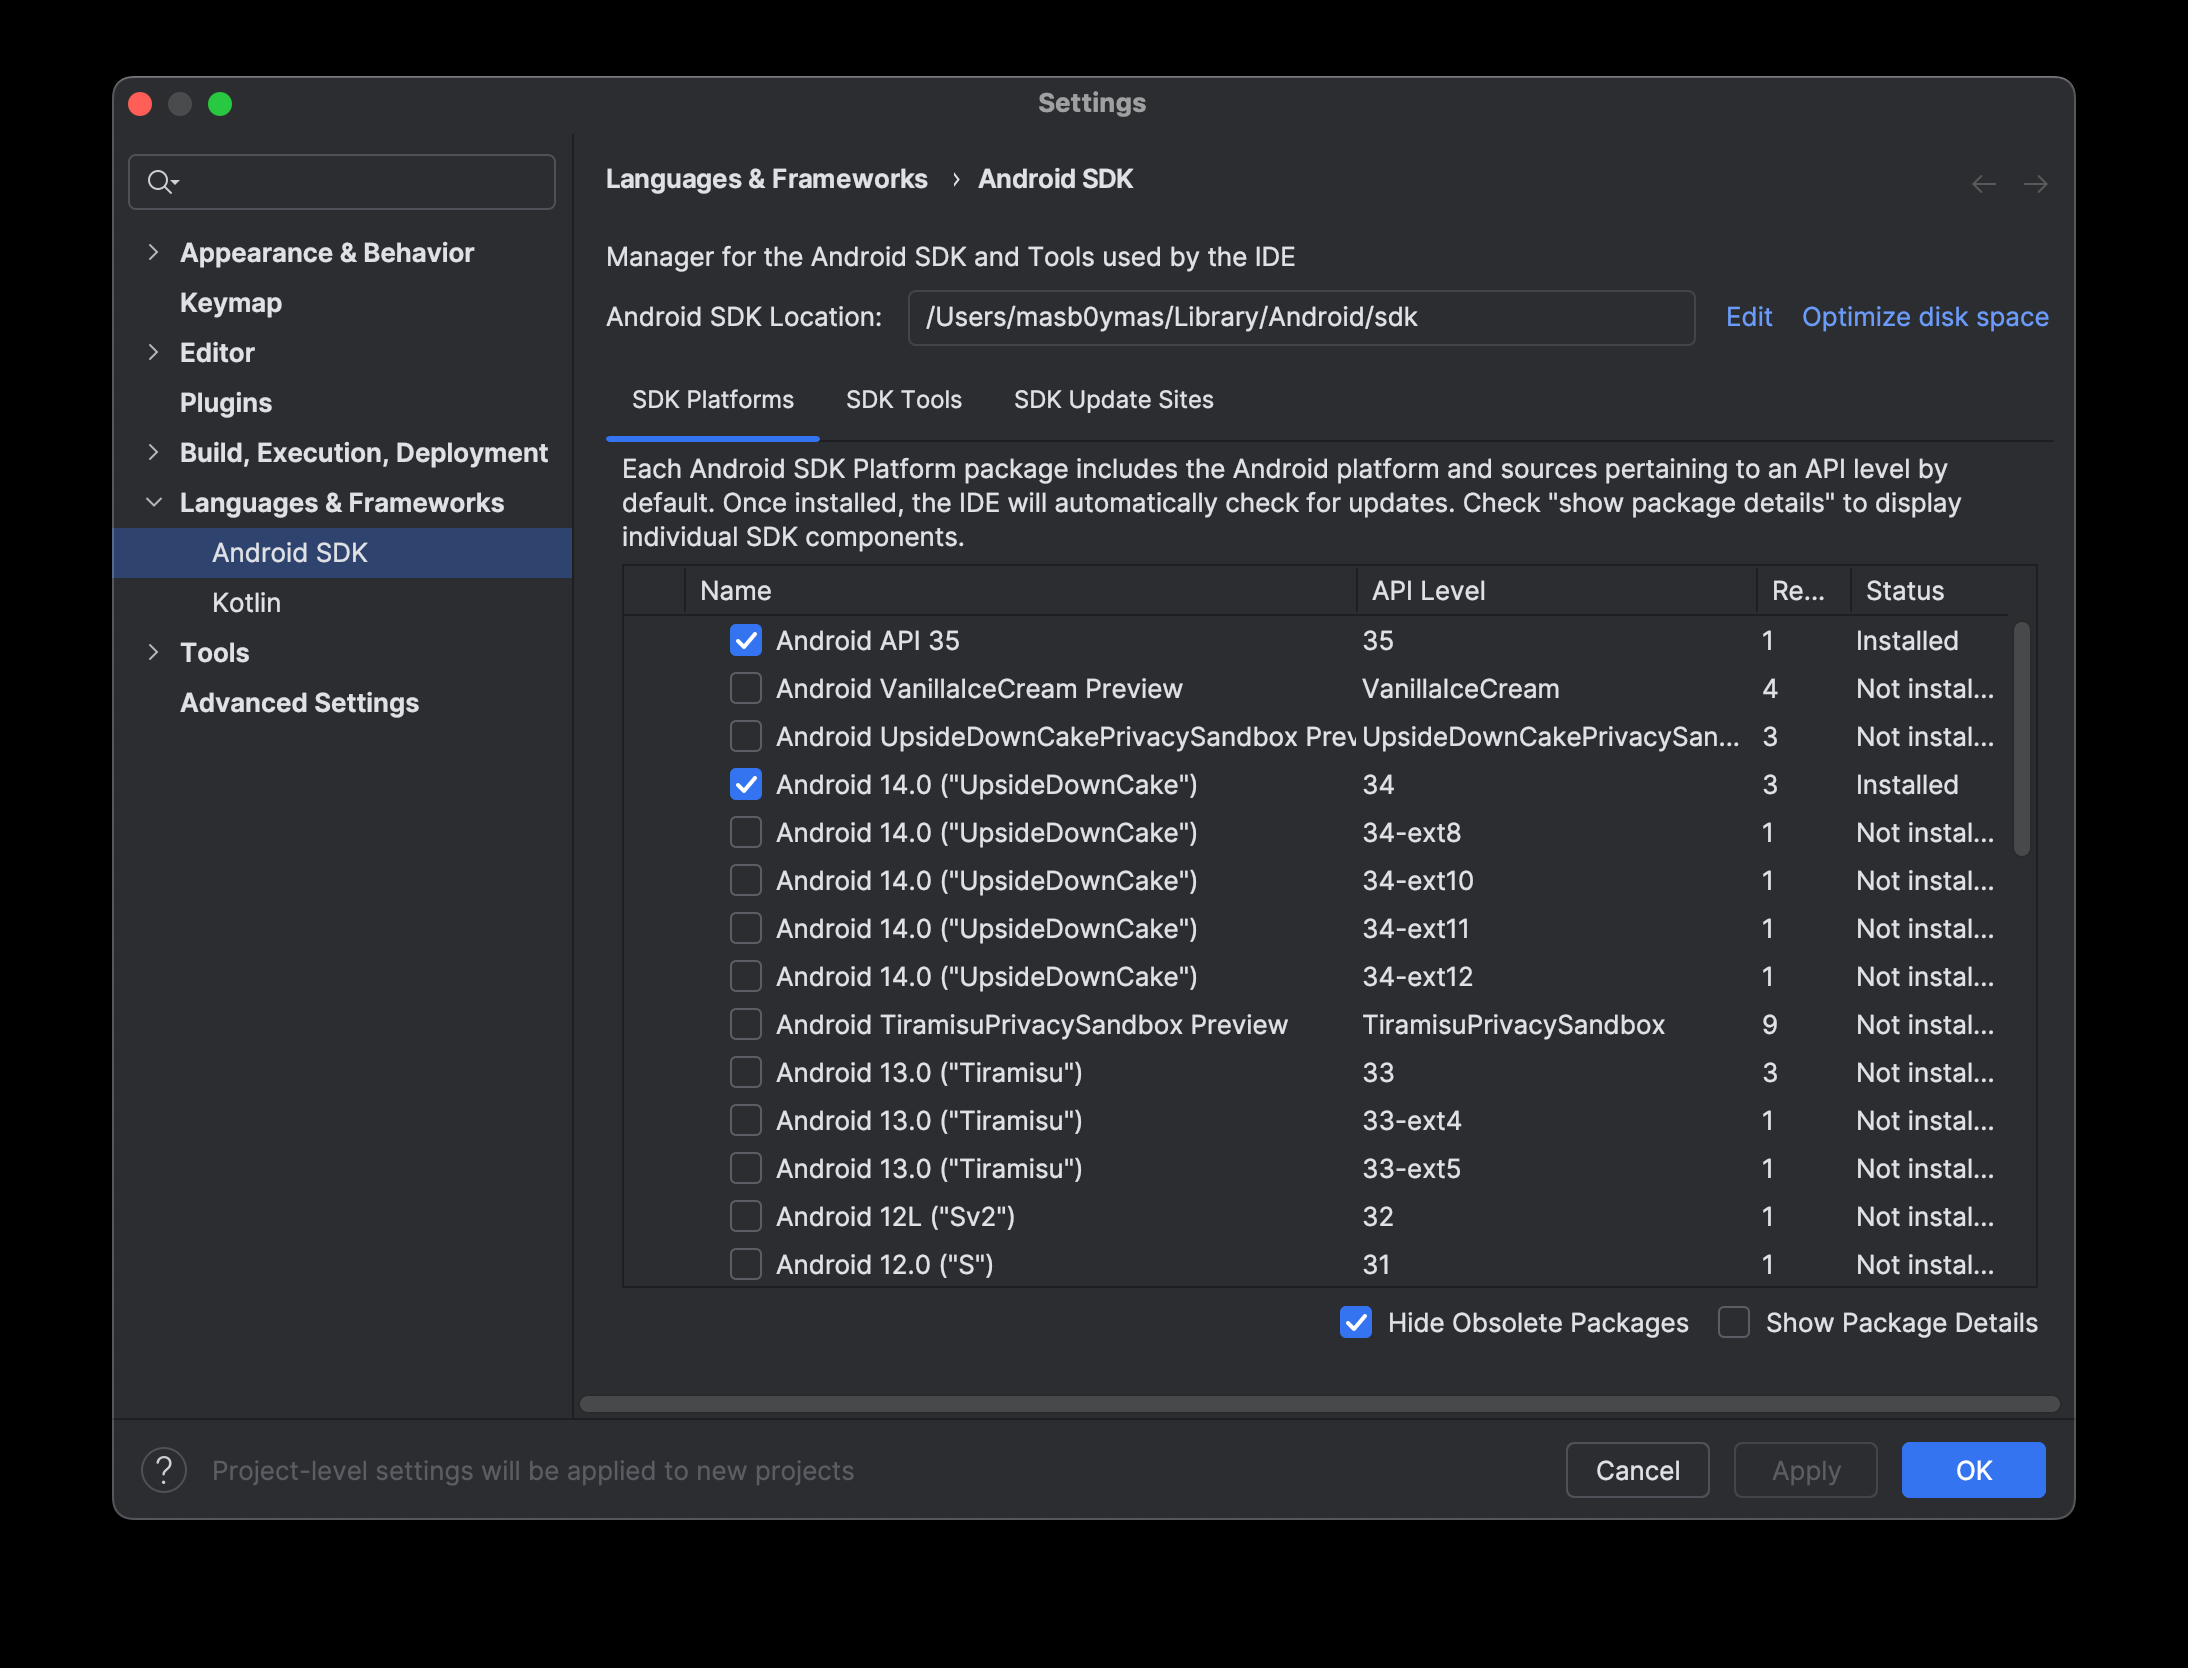 Settings
Appearance & Behavior
Keymap
Editor
Plugins
Build, Execution, Deployment
Languages & Frameworks
Android SDK
Kotlin
Tools
Advanced Settings
Languages & Frameworks › Android SDK
Manager for the Android SDK and Tools used by the IDE
Android SDK Location: /Users/masb0ymas/Library/Android/sdk Edit Optimize disk space
SDK Platforms SDK Tools SDK Update Sites
Each Android SDK Platform package includes the Android platform and sources pertaining to an API level by
default. Once installed, the IDE will automatically check for updates. Check "show package details" to display
individual SDK components.
Name API Level Re... Status
Android API 35 35 1 Installed
Android VanillaIceCream Preview VanillaIceCream 4 Not instal...
Android UpsideDownCakePrivacySandbox Prev UpsideDownCakePrivacySan... 3 Not instal...
Android 14.0 ("UpsideDownCake") 34 3 Installed
Android 14.0 ("UpsideDownCake") 34-ext8 1 Not instal...
Android 14.0 ("UpsideDownCake") 34-ext10 1 Not instal...
Android 14.0 ("UpsideDownCake") 34-ext11 1 Not instal...
Android 14.0 ("UpsideDownCake") 34-ext12 1 Not instal...
Android TiramisuPrivacySandbox Preview TiramisuPrivacySandbox 9 Not instal...
Android 13.0 ("Tiramisu") 33 3 Not instal...
Android 13.0 ("Tiramisu") 33-ext4 1 Not instal...
Android 13.0 ("Tiramisu") 33-ext5 1 Not instal...
Android 12L ("Sv2") 32 1 Not instal...
Android 12.0 ("S") 31 1 Not instal...
Hide Obsolete Packages Show Package Details
? Project-level settings will be applied to new projects Cancel Apply OK